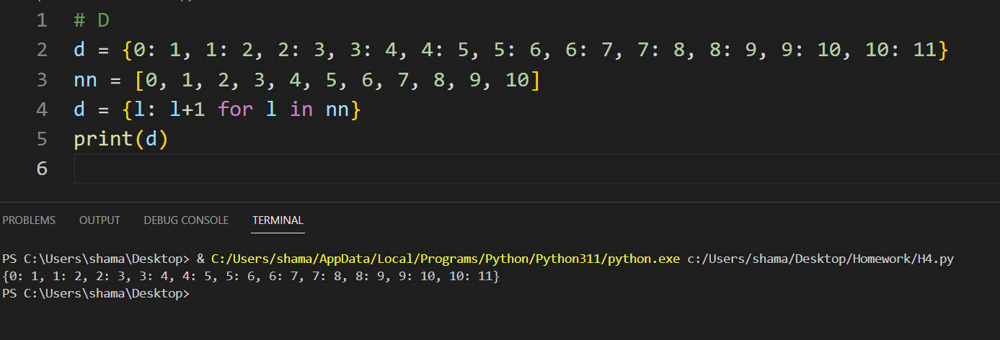 1 # D
2 d = {0: 1, 1: 2, 2: 3, 3: 4, 4: 5, 5: 6, 6: 7, 7: 8, 8: 9, 9: 10, 10: 11}
3 nn = [0, 1, 2, 3, 4, 5, 6, 7, 8, 9, 10]
4 d = {l: l+1 for l in nn}
5 print(d)
6
PROBLEMS OUTPUT DEBUG CONSOLE TERMINAL
PS C:\Users\shama\Desktop> & C:/Users/shama/AppData/Local/Programs/Python/Python311/python.exe c:/Users/shama/Desktop/Homework/H4.py
{0: 1, 1: 2, 2: 3, 3: 4, 4: 5, 5: 6, 6: 7, 7: 8, 8: 9, 9: 10, 10: 11}
PS C:\Users\shama\Desktop>